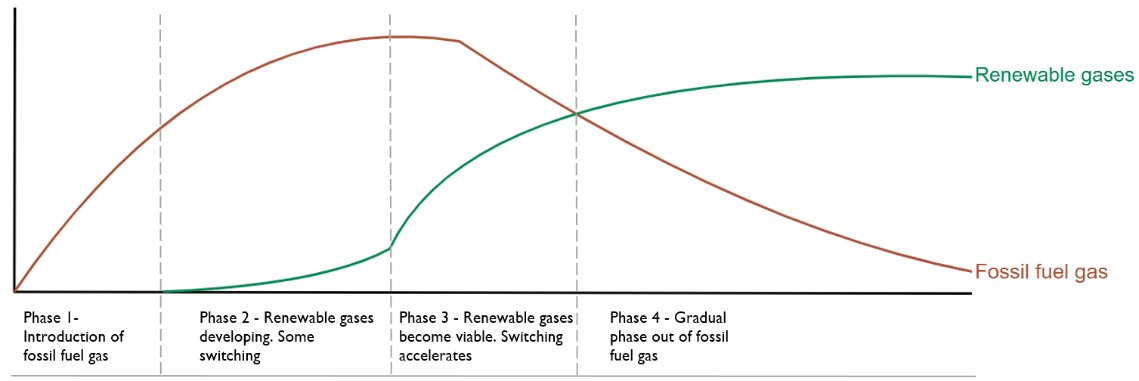 Renewable gases
Fossil fuel gas
Phase 1-
Introduction of
fossil fuel gas
Phase 2 - Renewable gases
developing. Some
switching
Phase 3 - Renewable gases
become viable. Switching
accelerates
Phase 4 - Gradual
phase out of fossil
fuel gas